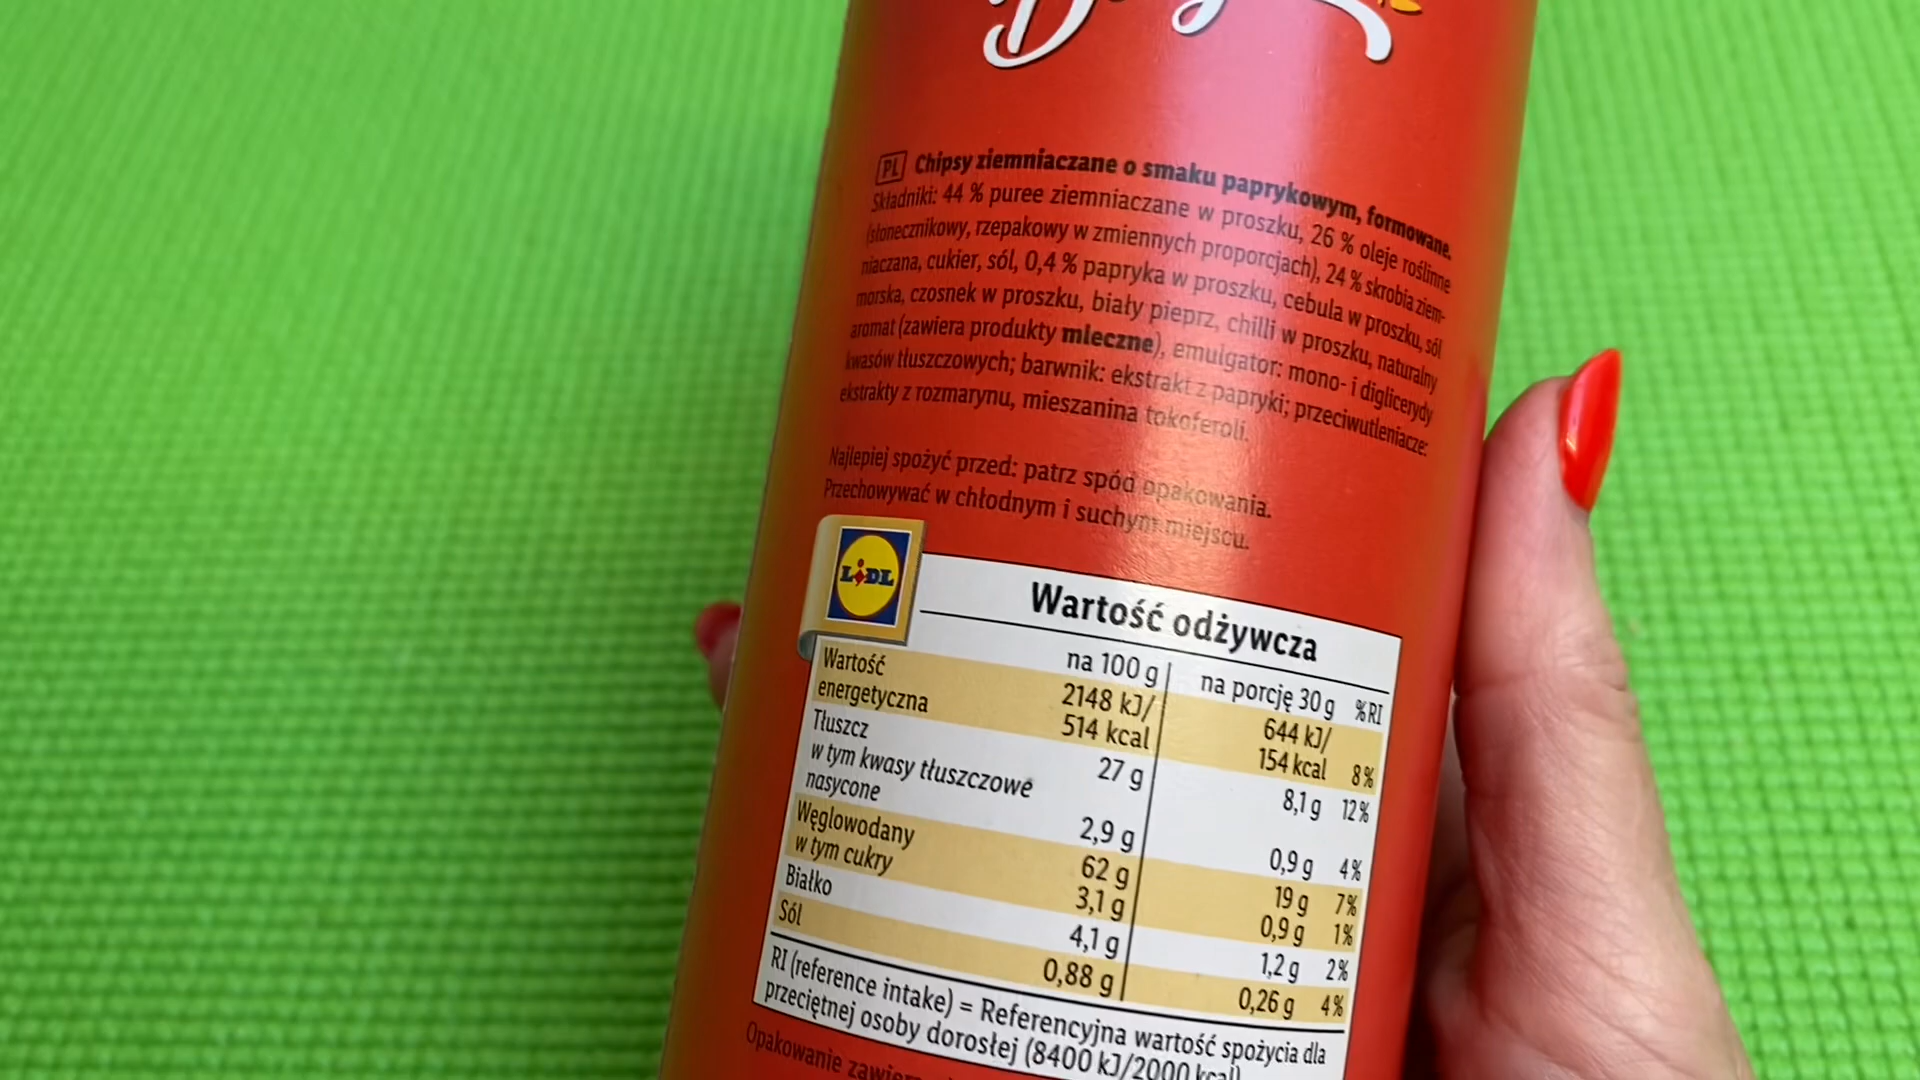 PL Chipsy ziemniaczane o smaku paprykowym, formowane.
Składniki: 44 % puree ziemniaczane w proszku, 26 % oleje roślinne
(słonecznikowy, rzepakowy w zmiennych proporcjach), 24 % skrobia ziem-
niaczana, cukier, sól, 0,4 % papryka w proszku, cebula w proszku, sól
morska, czosnek w proszku, biały pieprz, chilli w proszku, naturalny
aromat (zawiera produkty mleczne), emulgator: mono- i diglicerydy
kwasów tłuszczowych; barwnik: ekstrakt z papryki; przeciwutleniacze:
ekstrakty z rozmarynu, mieszanina tokoferoli.
Najlepiej spożyć przed: patrz spód opakowania.
Przechowywać w chłodnym i suchym miejscu.
LIDL
Wartość odżywcza
na 100 g na porcję 30 g %RI
Wartość
energetyczna 2148 kJ/ 644 kJ/
514 kcal 154 kcal 8%
Tłuszcz 27 g 8,1 g 12%
w tym kwasy tłuszczowe
nasycone 2,9 g 0,9 g 4%
Węglowodany 62 g 19 g 7%
w tym cukry 3,1 g 0,9 g 1%
Białko 4,1 g 1,2 g 2%
Sól 0,88 g 0,26 g 4%
RI (reference intake) = Referencyjna wartość spożycia dla
przeciętnej osoby dorosłej (8400 kJ/2000 kcal)
Opakowanie